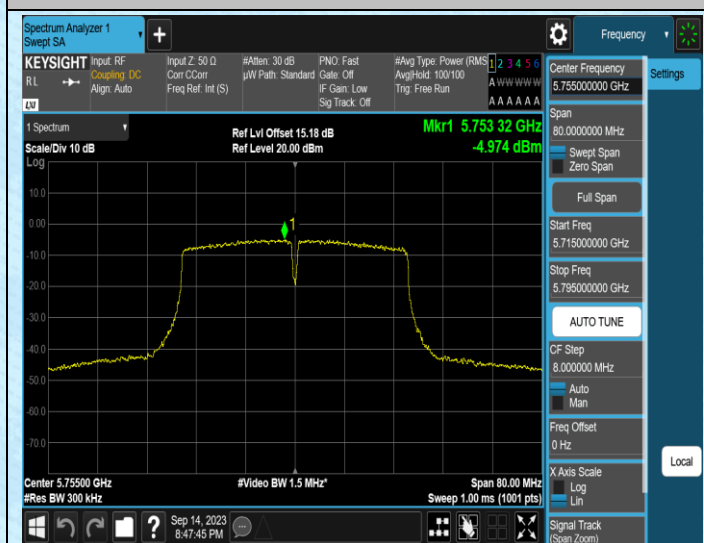 Spectrum Analyzer 1
Swept SA
+
Frequency
KEYSIGHT
RL
LXI
Input: RF
Coupling: DC
Align: Auto
Input Z: 50 Ω
Corr CCorr
Freq Ref: Int (S)
#Atten: 30 dB
µW Path: Standard
PNO: Fast
Gate: Off
IF Gain: Low
Sig Track: Off
#Avg Type: Power (RMS
Avg|Hold: 100/100
Trig: Free Run
1 2 3 4 5 6
A W W W W W
A A A A A A
1 Spectrum
Scale/Div 10 dB
Ref Lvl Offset 15.18 dB
Ref Level 20.00 dBm
Mkr1 5.753 32 GHz
-4.974 dBm
Log
10.0
0.00
-10.0
-20.0
-30.0
-40.0
-50.0
-60.0
-70.0
1
Center 5.75500 GHz
#Res BW 300 kHz
#Video BW 1.5 MHz*
Span 80.00 MHz
Sweep 1.00 ms (1001 pts)
Sep 14, 2023
8:47:45 PM
?
Center Frequency
5.755000000 GHz
Settings
Span
80.0000000 MHz
Swept Span
Zero Span
Full Span
Start Freq
5.715000000 GHz
Stop Freq
5.795000000 GHz
AUTO TUNE
CF Step
8.000000 MHz
Auto
Man
Freq Offset
0 Hz
X Axis Scale
Log
Lin
Local
Signal Track
(Span Zoom)